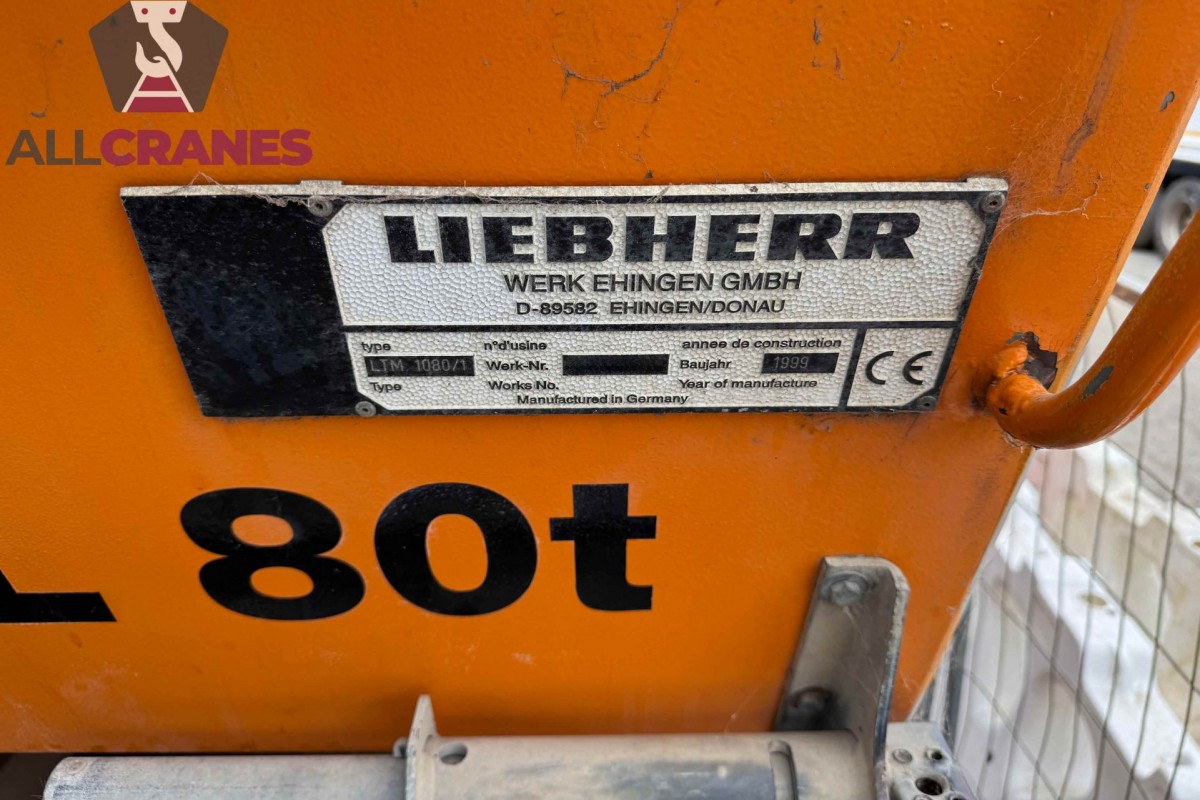 ALLCRANES
LIEBHERR
WERK EHINGEN GMBH
D-89582 EHINGEN/DONAU
type n°d'usine annee de construction
LTM 1080/1 Werk-Nr. Baujahr 1999
Type Works No. Year of manufacture
Manufactured in Germany
CE
80t